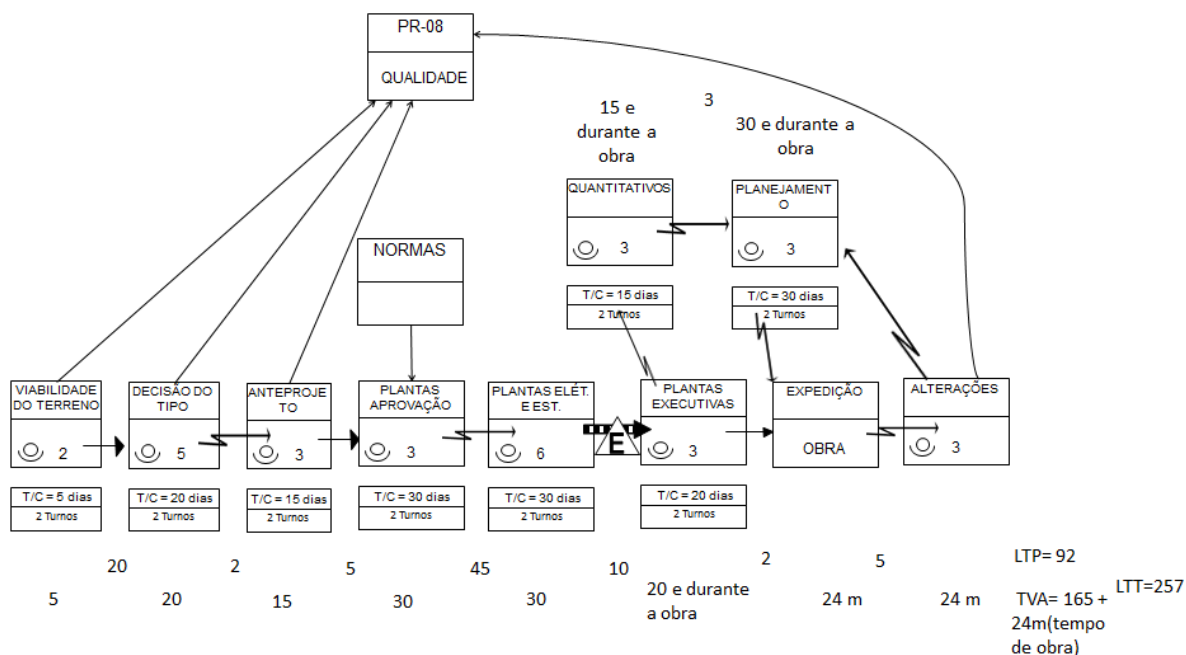 PR-08
QUALIDADE
15 e
durante a
obra
3
30 e durante a
obra
QUANTITATIVOS
3
PLANEJAMENT
O
3
NORMAS
T/C = 15 dias
2 Turnos
T/C = 30 dias
2 Turnos
VIABILIDADE
DO TERRENO
2
DECISÃO DO
TIPO
5
ANTEPROJE
TO
3
PLANTAS
APROVAÇÃO
3
PLANTAS ELÉT.
E EST.
6
E
PLANTAS
EXECUTIVAS
3
EXPEDIÇÃO
OBRA
ALTERAÇÕES
3
T/C = 5 dias
2 Turnos
T/C = 20 dias
2 Turnos
T/C = 15 dias
2 Turnos
T/C = 30 dias
2 Turnos
T/C = 30 dias
2 Turnos
T/C = 20 dias
2 Turnos
20 2 5 45 10 2 5 LTP= 92
5 20 15 30 30 20 e durante
a obra
24 m 24 m TVA= 165 +
24m(tempo
de obra)
LTT=257